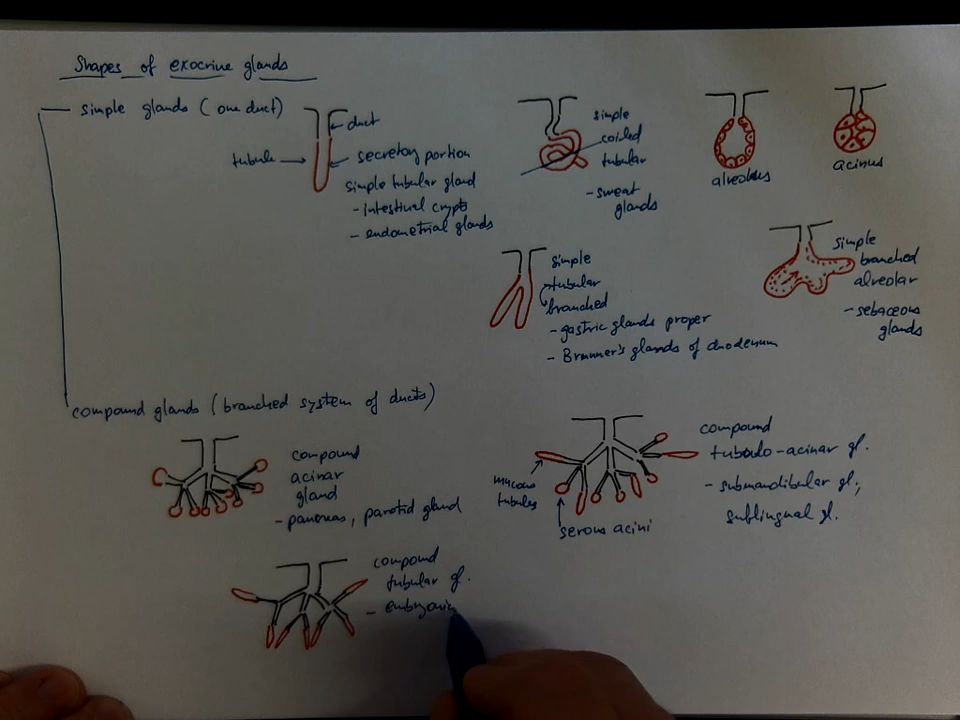 Shapes of exocrine glands
simple glands (one duct)
duct
tubule
secretory portion
simple tubular gland
- intestinal crypts
- endometrial glands
simple
coiled
tubular
- sweat
glands
alveolus
acinus
simple
tubular
branched
- gastric glands proper
- Brunner's glands of duodenum
simple
branched
alveolar
- sebaceous
glands
compound glands (branched system of ducts)
compound
acinar
gland
- pancreas, parotid gland
mucous
tubules
serous acini
compound
tubulo-acinar gl.
- submandibular gl.,
sublingual gl.
compound
tubular gl.
- embryonic